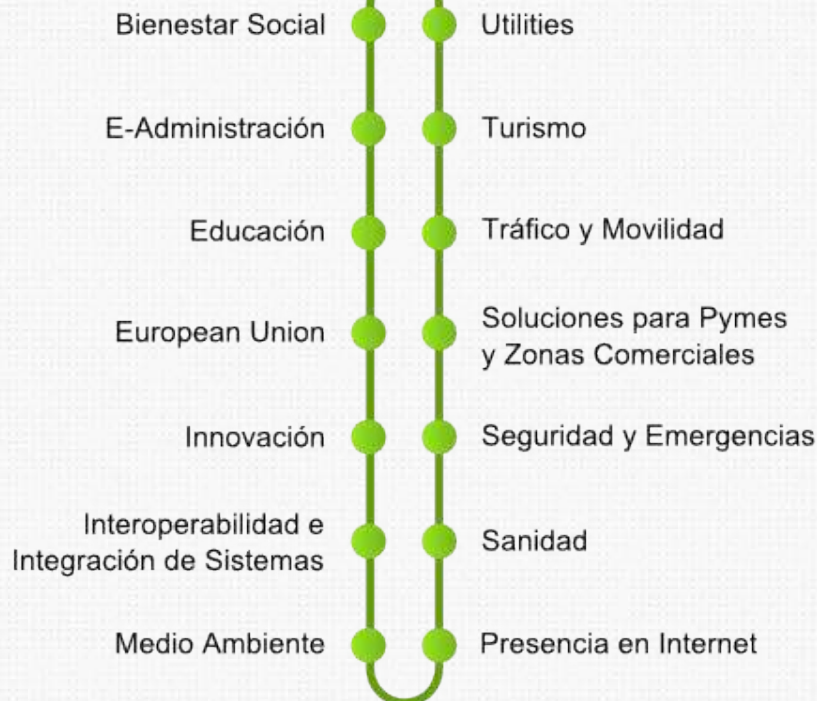 Bienestar Social
Utilities
E-Administración
Turismo
Educación
Tráfico y Movilidad
European Union
Soluciones para Pymes
y Zonas Comerciales
Innovación
Seguridad y Emergencias
Interoperabilidad e
Integración de Sistemas
Sanidad
Medio Ambiente
Presencia en Internet